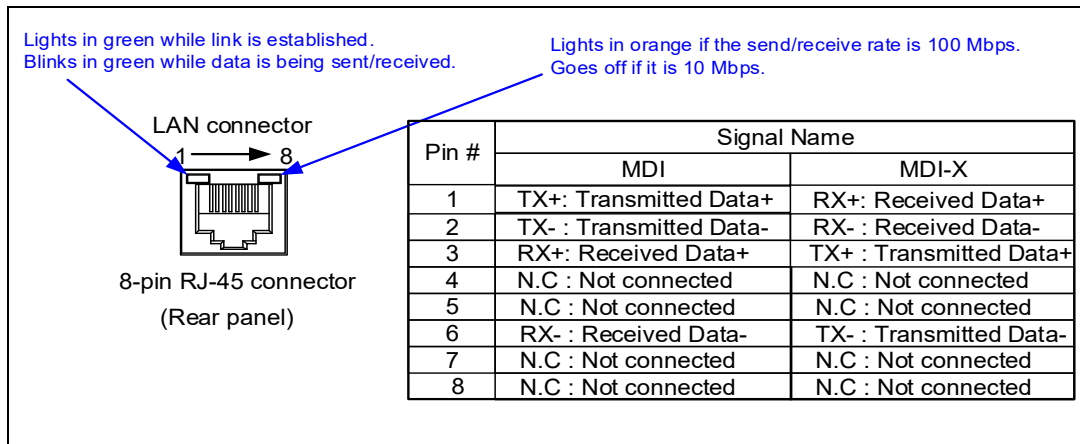 Lights in green while link is established.
Blinks in green while data is being sent/received.
Lights in orange if the send/receive rate is 100 Mbps.
Goes off if it is 10 Mbps.
LAN connector
1 8
8-pin RJ-45 connector
(Rear panel)
Pin # Signal Name
MDI MDI-X
1 TX+: Transmitted Data+ RX+: Received Data+
2 TX- : Transmitted Data- RX- : Received Data-
3 RX+: Received Data+ TX+ : Transmitted Data+
4 N.C : Not connected N.C : Not connected
5 N.C : Not connected N.C : Not connected
6 RX- : Received Data- TX- : Transmitted Data-
7 N.C : Not connected N.C : Not connected
8 N.C : Not connected N.C : Not connected